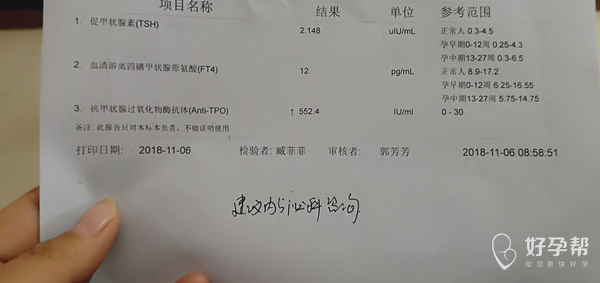 项目名称 结果 单位 参考范围
1. 促甲状腺素(TSH) 2.148 uIU/mL 正常人 0.3-4.5
孕早期0-12周 0.25-4.3
孕中期13-27周 0.3-6.5
2. 血清游离四碘甲状腺原氨酸(FT4) 12 pg/mL 正常人 8.9-17.2
孕早期0-12周 6.25-16.55
孕中期13-27周 5.75-14.75
3. 抗甲状腺过氧化物酶抗体(Anti-TPO) ↑ 552.4 IU/ml 0 - 30
备注: 此报告只对本标本负责, 不做证明使用
打印日期: 2018-11-06 检验者: 臧菲菲 审核者: 郭芳芳 2018-11-06 08:58:51
建议内分泌科咨询
好孕帮
助您更快好孕